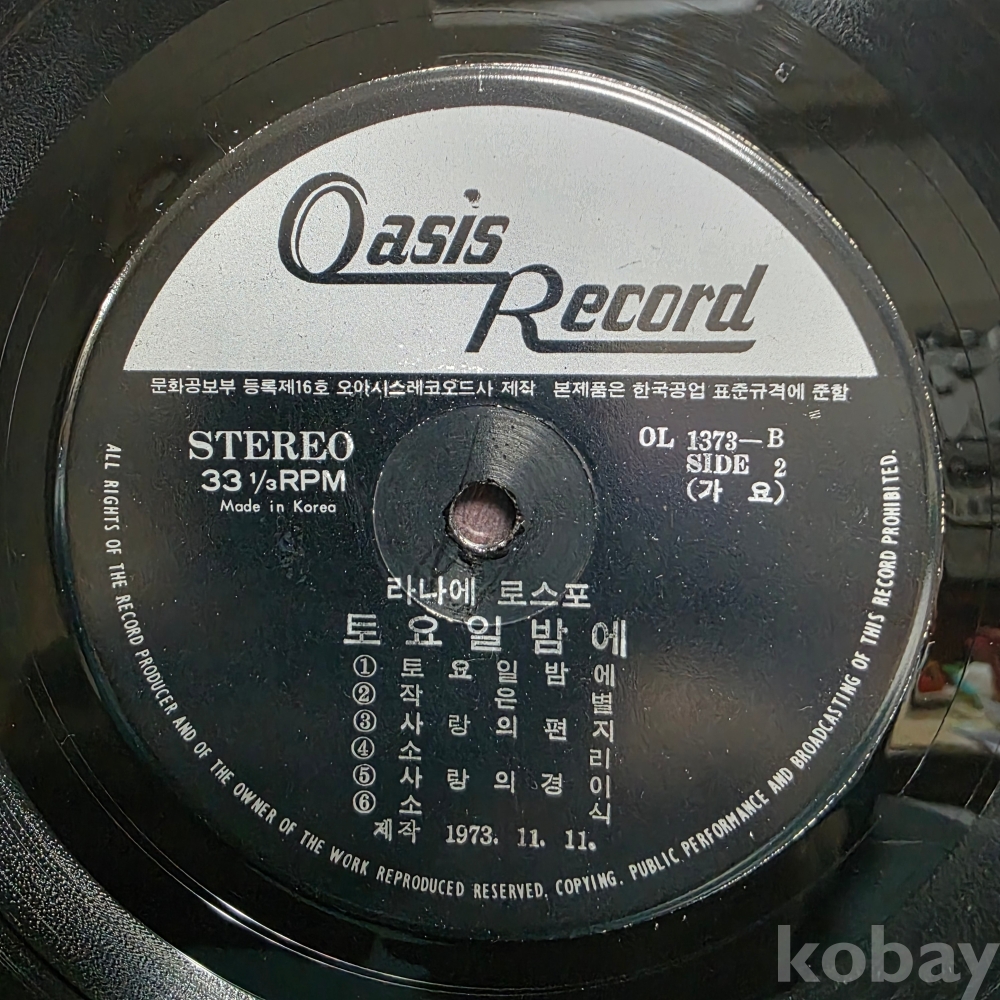 Oasis
Record
문화공보부 등록제16호 오아시스레코오드사 제작 본제품은 한국공업 표준규격에 준함
STEREO
33 1/3 RPM
Made in Korea
OL 1373-B
SIDE 2
(가 요)
라나에 로스포
토요일밤에
① 토요일밤에
② 작은별
③ 사랑의편지
④ 소리
⑤ 사랑의경이
⑥ 소식
제작 1973. 11. 11.
ALL RIGHTS OF THE RECORD PRODUCER AND OF THE OWNER OF THE WORK REPRODUCED RESERVED. COPYING. PUBLIC PERFORMANCE AND BROADCASTING OF THIS RECORD PROHIBITED.
kobay